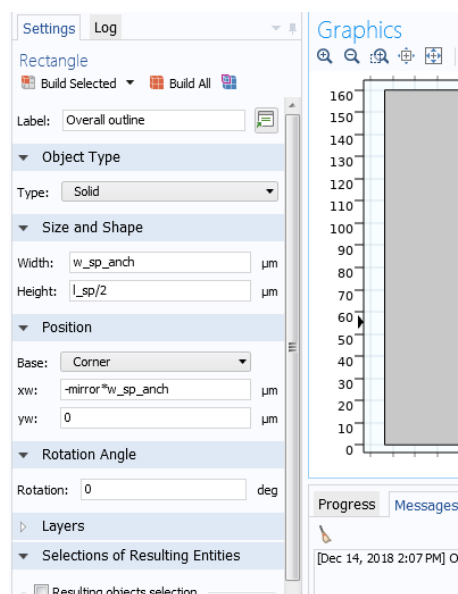 Settings Log
Rectangle
Build Selected Build All
Label: Overall outline
Object Type
Type: Solid
Size and Shape
Width: w_sp_anch µm
Height: l_sp/2 µm
Position
Base: Corner
xw: -mirror*w_sp_anch µm
yw: 0 µm
Rotation Angle
Rotation: 0 deg
Layers
Selections of Resulting Entities
Resulting objects selection
Graphics
160
150
140
130
120
110
100
90
80
70
60
50
40
30
20
10
0
Progress Messages
[Dec 14, 2018 2:07 PM] O